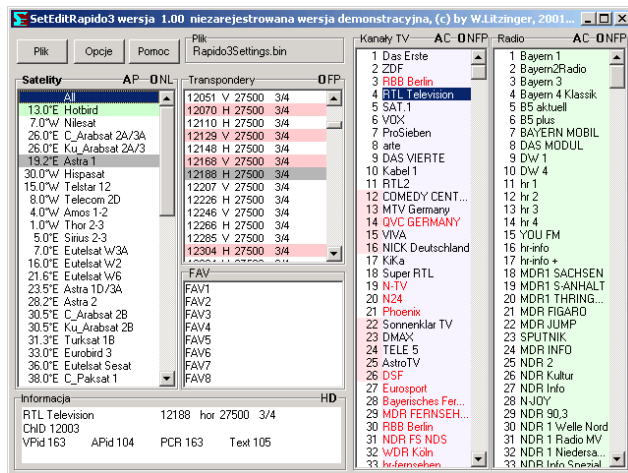 SetEditRapido3 wersja 1.00 niezarejestrowana wersja demonstracyjna, (c) by W.Litzinger, 2001...
Plik
Opcje
Pomoc
Plik
Rapido3Settings.bin
Satelity AP-ONL
All
13.0°E Hotbird
7.0°W Nilesat
26.0°E C_Arabsat 2A/3A
26.0°E Ku_Arabsat 2A/3
19.2°E Astra 1
30.0°W Hispasat
15.0°W Telstar 12
8.0°W Telecom 2D
4.0°W Amos 1-2
1.0°W Thor 2-3
5.0°E Sirius 2-3
7.0°E Eutelsat W3A
16.0°E Eutelsat W2
21.6°E Eutelsat W6
23.5°E Astra 1D/3A
28.2°E Astra 2
30.5°E C_Arabsat 2B
30.5°E Ku_Arabsat 2B
31.3°E Turksat 1B
33.0°E Eurobird 3
36.0°E Eutelsat Sesat
38.0°E C_Paksat 1
Transpondery OFP
12051 V 27500 3/4
12070 H 27500 3/4
12110 H 27500 3/4
12129 V 27500 3/4
12148 H 27500 3/4
12168 V 27500 3/4
12188 H 27500 3/4
12207 V 27500 3/4
12226 H 27500 3/4
12246 V 27500 3/4
12266 H 27500 3/4
12285 V 27500 3/4
12304 H 27500 3/4
FAV
FAV1
FAV2
FAV3
FAV4
FAV5
FAV6
FAV7
FAV8
Kanały TV AC-ONFP
1 Das Erste
2 ZDF
3 RBB Berlin
4 RTL Television
5 SAT.1
6 VOX
7 ProSieben
8 arte
9 DAS VIERTE
10 Kabel 1
11 RTL2
12 COMEDY CENT...
13 MTV Germany
14 QVC GERMANY
15 VIVA
16 NICK Deutschland
17 KiKa
18 Super RTL
19 N-TV
20 N24
21 Phoenix
22 Sonnenklar TV
23 DMAX
24 TELE 5
25 AstroTV
26 DSF
27 Eurosport
28 Bayerisches Fer...
29 MDR FERNSEH...
30 RBB Berlin
31 NDR FS NDS
32 WDR Köln
33 hr-fernsehen
Radio AC-ONFP
1 Bayern 1
2 Bayern2Radio
3 Bayern 3
4 Bayern 4 Klassik
5 B5 aktuell
6 B5 plus
7 BAYERN MOBIL
8 DAS MODUL
9 DW 1
10 DW 4
11 hr 1
12 hr 2
13 hr 3
14 hr 4
15 YOU FM
16 hr-info
17 hr-info +
18 MDR1 SACHSEN
19 MDR1 S-ANHALT
20 MDR1 THRING...
21 MDR FIGARO
22 MDR JUMP
23 SPUTNIK
24 MDR INFO
25 NDR 2
26 NDR Kultur
27 NDR Info
28 N-JOY
29 NDR 90,3
30 NDR 1 Welle Nord
31 NDR 1 Radio MV
32 NDR 1 Niedersa...
33 NDR Info Spezial
Informacja HD-
RTL Television 12188 hor 27500 3/4
ChID 12003
VPid 163 APid 104 PCR 163 Text 105